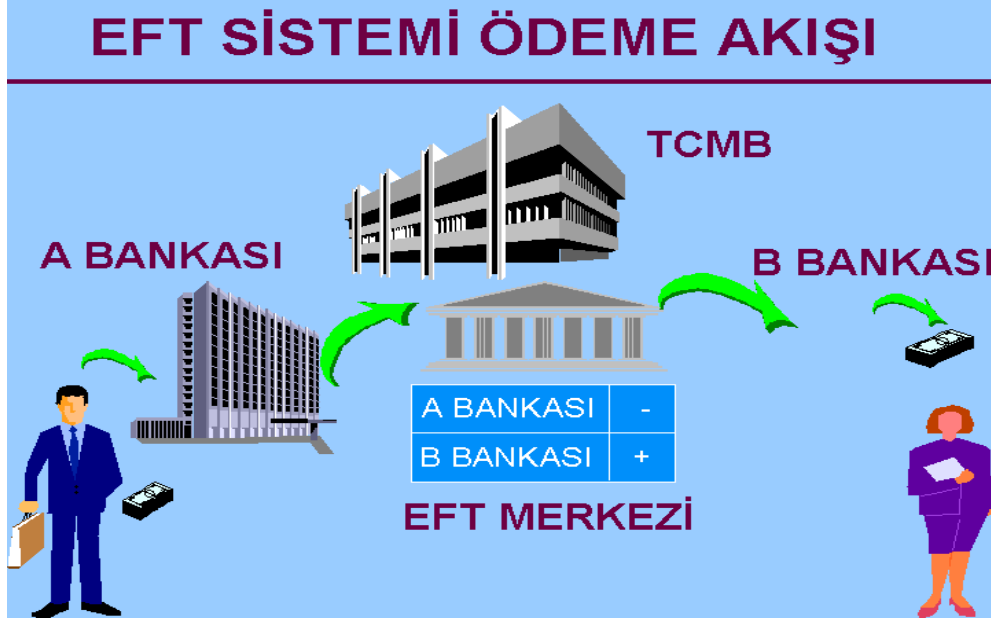 EFT SİSTEMİ ÖDEME AKIŞI
TCMB
A BANKASI
B BANKASI
A BANKASI -
B BANKASI +
EFT MERKEZİ